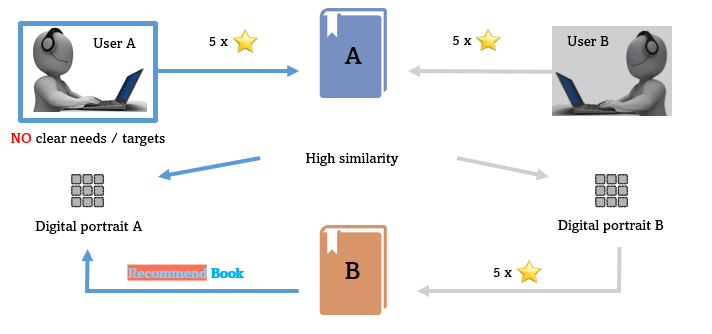 User A
5 x
A
5 x
User B
NO clear needs / targets
High similarity
Digital portrait A
Digital portrait B
Recommend Book
B
5 x